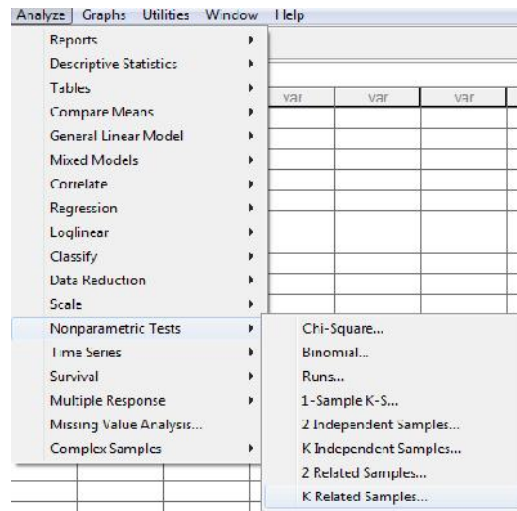 Analyze Graphs Utilities Window Help
Reports
Descriptive Statistics
Tables
var var var
Compare Means
General Linear Model
Mixed Models
Correlate
Regression
Loglinear
Classify
Data Reduction
Scale
Nonparametric Tests
Time Series
Survival
Multiple Response
Missing Value Analysis...
Complex Samples
Chi-Square...
Binomial...
Runs...
1-Sample K-S...
2 Independent Samples...
K Independent Samples...
2 Related Samples...
K Related Samples...